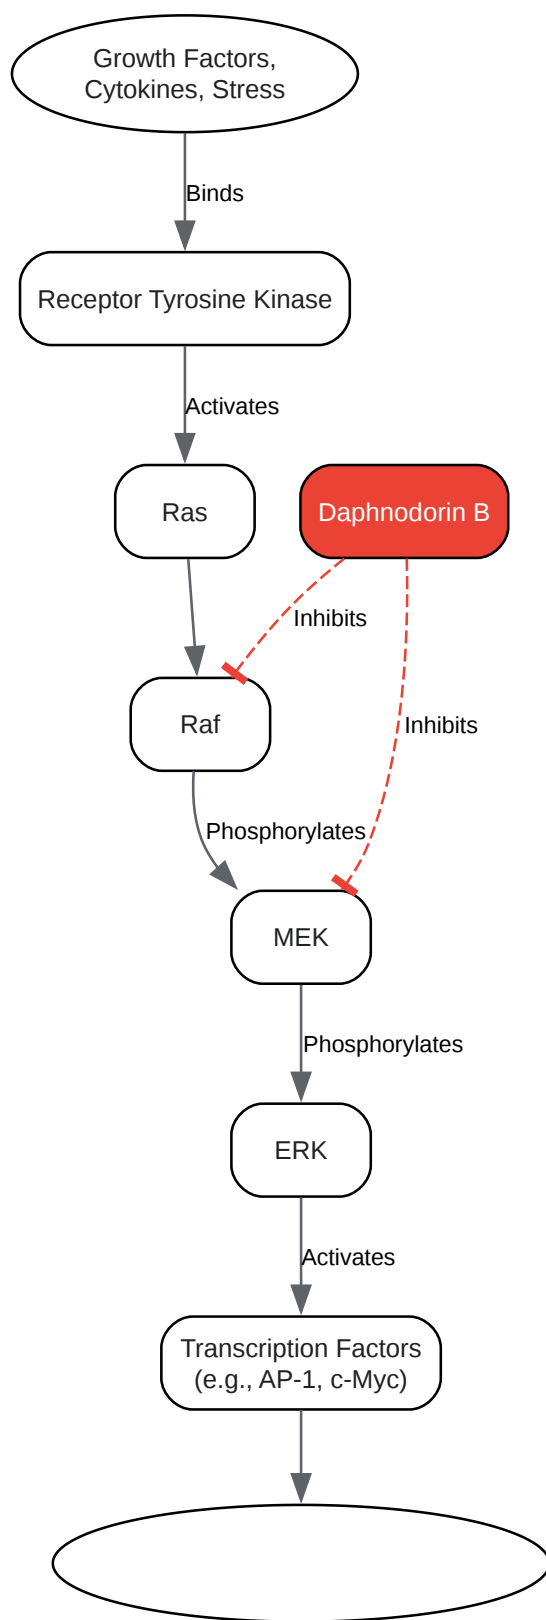 Growth Factors,
Cytokines, Stress
Binds
Receptor Tyrosine Kinase
Activates
Ras
Daphnodorin B
Inhibits
Raf
Inhibits
Phosphorylates
MEK
Phosphorylates
ERK
Activates
Transcription Factors
(e.g., AP-1, c-Myc)